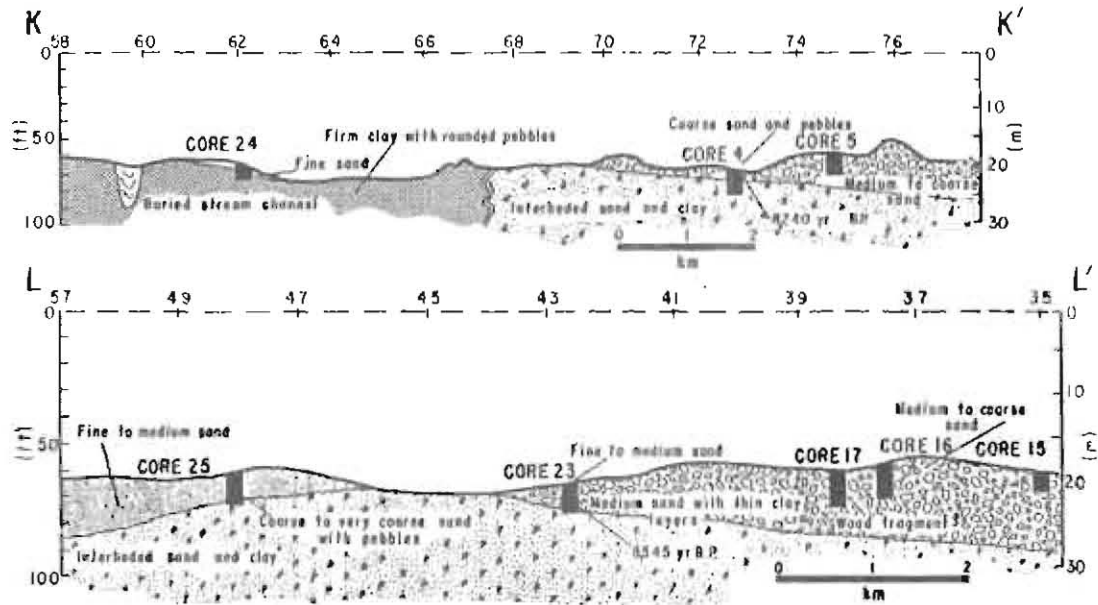 K K'
58 60 62 64 66 68 70 72 74 76
0 0
50 10
(ft) (m)
20
100 30
CORE 24
Firm clay with rounded pebbles
Fine sand
Coarse sand and pebbles
CORE 4
CORE 5
Buried stream channel
Interbeded sand and clay
Medium to coarse
sand
8240 yr B.P.
0 1 2
km
L L'
57 49 47 45 43 41 39 37 35
0 0
10
50
(ft) (m)
20
100 30
Fine to medium sand
CORE 25
Coarse to very coarse sand
with pebbles
Interbeded sand and clay
CORE 23
Fine to medium sand
Medium sand with thin clay
layers
8545 yr B.P.
CORE 17
Medium to coarse
sand
CORE 16
CORE 15
Wood fragments
0 1 2
km